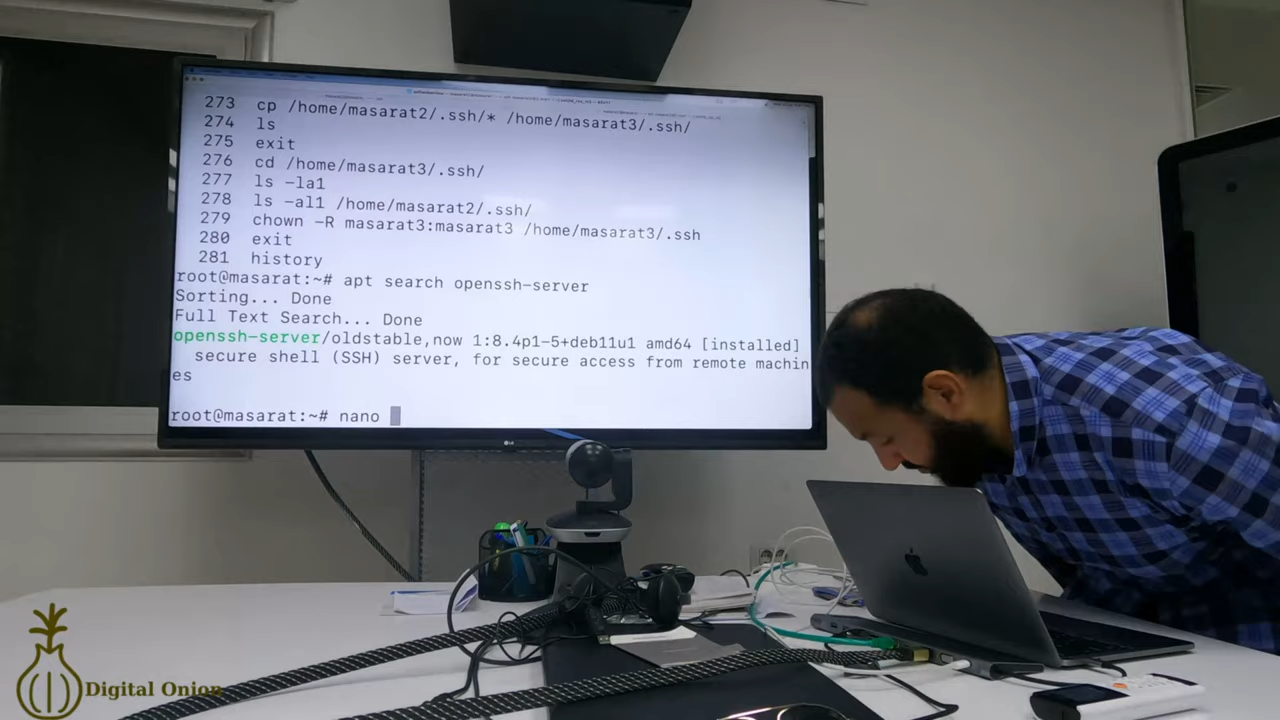 273 cp /home/masarat2/.ssh/* /home/masarat3/.ssh/
274 ls
275 exit
276 cd /home/masarat3/.ssh/
277 ls -la1
278 ls -al1 /home/masarat2/.ssh/
279 chown -R masarat3:masarat3 /home/masarat3/.ssh
280 exit
281 history
root@masarat:~# apt search openssh-server
Sorting... Done
Full Text Search... Done
openssh-server/oldstable,now 1:8.4p1-5+deb11u1 amd64 [installed]
secure shell (SSH) server, for secure access from remote machin
es
root@masarat:~# nano
LG
Digital Onion